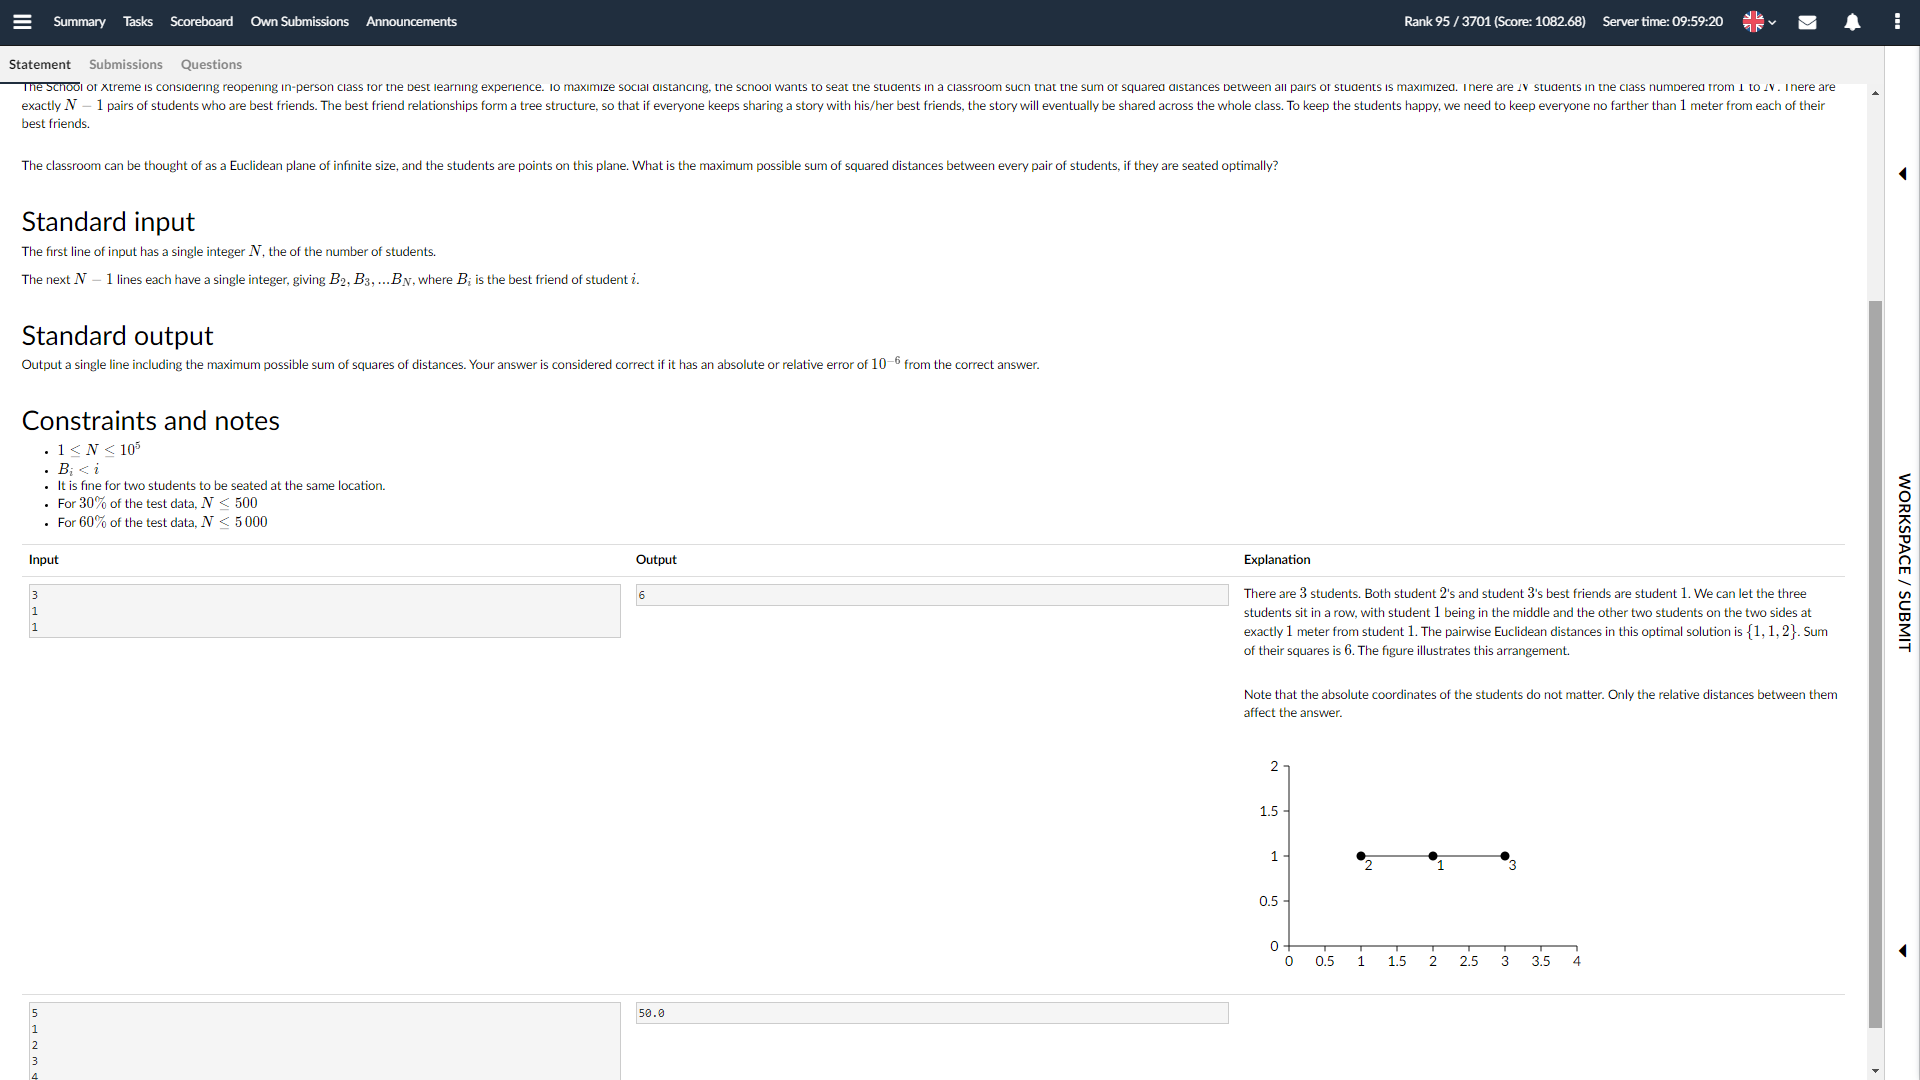 Summary Tasks Scoreboard Own Submissions Announcements Rank 95 / 3701 (Score: 1082.68) Server time: 09:59:20
Statement Submissions Questions
The School of Xtreme is considering reopening in-person class for the best learning experience. To maximize social distancing, the school wants to seat the students in a classroom such that the sum of squared distances between all pairs of students is maximized. There are N students in the class numbered from 1 to N. There are
exactly N − 1 pairs of students who are best friends. The best friend relationships form a tree structure, so that if everyone keeps sharing a story with his/her best friends, the story will eventually be shared across the whole class. To keep the students happy, we need to keep everyone no farther than 1 meter from each of their
best friends.
The classroom can be thought of as a Euclidean plane of infinite size, and the students are points on this plane. What is the maximum possible sum of squared distances between every pair of students, if they are seated optimally?
Standard input
The first line of input has a single integer N, the of the number of students.
The next N − 1 lines each have a single integer, giving B₂, B₃, ...B_N, where B_i is the best friend of student i.
Standard output
Output a single line including the maximum possible sum of squares of distances. Your answer is considered correct if it has an absolute or relative error of 10⁻⁶ from the correct answer.
Constraints and notes
• 1 ≤ N ≤ 10⁵
• B_i < i
• It is fine for two students to be seated at the same location.
• For 30% of the test data, N ≤ 500
• For 60% of the test data, N ≤ 5 000
Input Output Explanation
3
1
1
6
There are 3 students. Both student 2's and student 3's best friends are student 1. We can let the three
students sit in a row, with student 1 being in the middle and the other two students on the two sides at
exactly 1 meter from student 1. The pairwise Euclidean distances in this optimal solution is {1, 1, 2}. Sum
of their squares is 6. The figure illustrates this arrangement.
Note that the absolute coordinates of the students do not matter. Only the relative distances between them
affect the answer.
2
1.5
1
0.5
0
2 1 3
0 0.5 1 1.5 2 2.5 3 3.5 4
5
1
2
3
4
50.0
WORKSPACE / SUBMIT